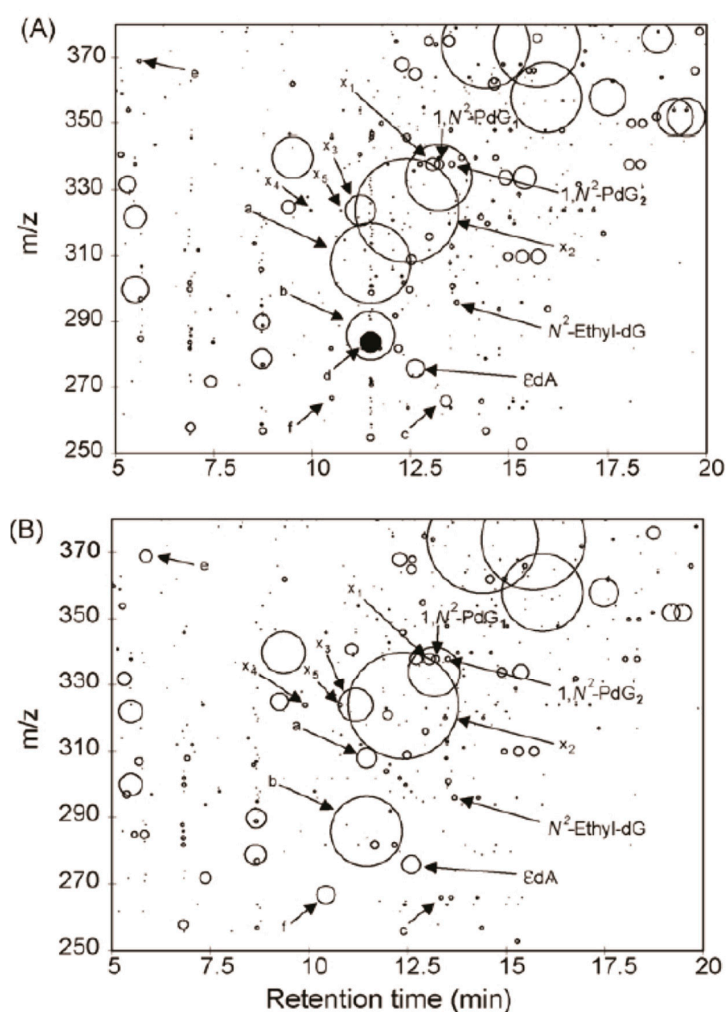 (A)
370
e
x₁
1,N²-PdG₁
350
x₃
x₄
x₅
1,N²-PdG₂
330
a
x₂
m/z
310
b
N²-Ethyl-dG
290
d
εdA
270
f
c
250
5
7.5
10
12.5
15
17.5
20
(B)
370
e
x₁
1,N²-PdG₁
350
x₃
x₄
x₅
1,N²-PdG₂
330
a
x₂
m/z
310
b
N²-Ethyl-dG
290
εdA
270
f
c
250
5
7.5
10
12.5
15
17.5
20
Retention time (min)